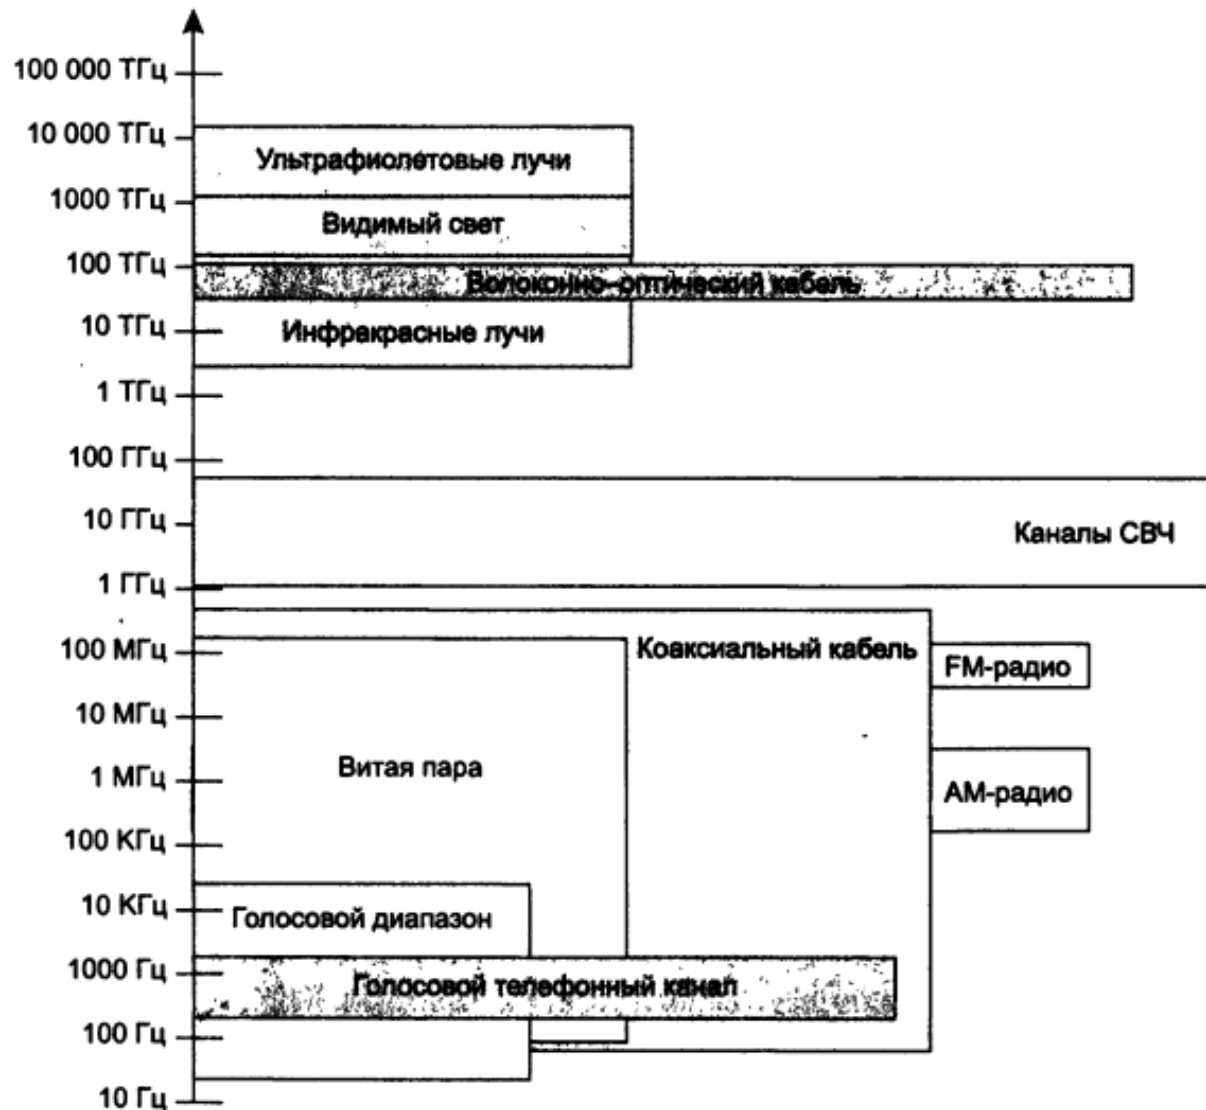 100 000 ТГц
10 000 ТГц
Ультрафиолетовые лучи
1000 ТГц
Видимый свет
100 ТГц
Волоконно-оптический кабель
10 ТГц
Инфракрасные лучи
1 ТГц
100 ГГц
10 ГГц
Каналы СВЧ
1 ГГц
100 МГц
Коаксиальный кабель
FM-радио
10 МГц
Витая пара
1 МГц
АМ-радио
100 КГц
10 КГц
Голосовой диапазон
1000 Гц
Голосовой телефонный канал
100 Гц
10 Гц